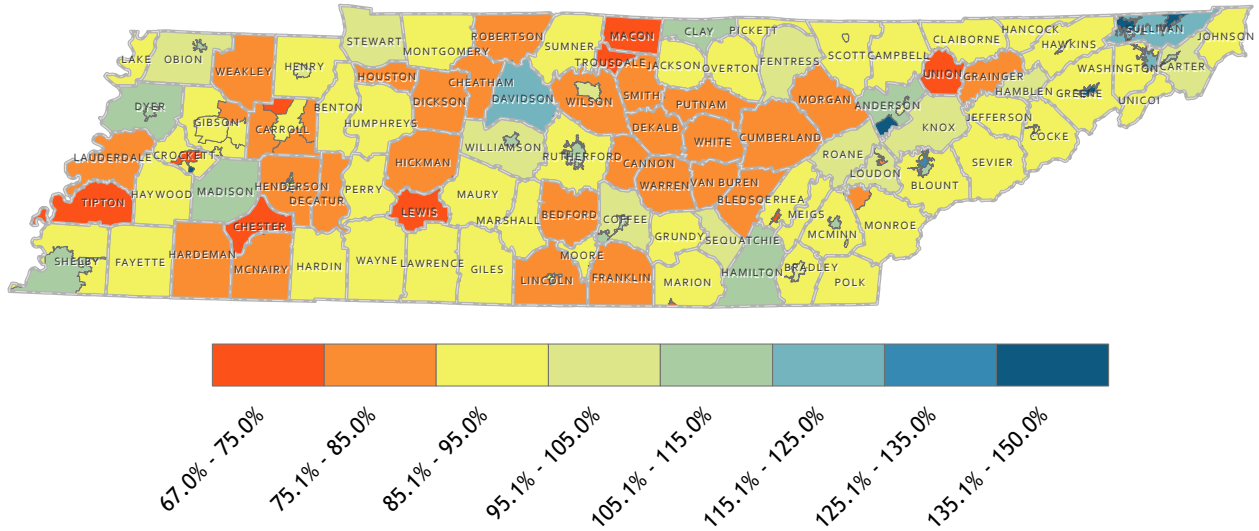 HANCOCK
CLAY
PICKETT
JOHNSON
SULLIVAN
ROBERTSON
MACON
CLAIBORNE
STEWART
SUMNER
HAWKINS
MONTGOMERY
SCOTT
CAMPBELL
LAKE
OBION
TROUSDALE
JACKSON
OVERTON
FENTRESS
WASHINGTON
CARTER
HENRY
WEAKLEY
HOUSTON
CHEATHAM
UNION
GRAINGER
HAMBLEN
GREENE
UNICOI
DICKSON
DAVIDSON
WILSON
SMITH
PUTNAM
MORGAN
ANDERSON
DYER
BENTON
GIBSON
CARROLL
HUMPHREYS
DEKALB
JEFFERSON
KNOX
COCKE
WHITE
CUMBERLAND
WILLIAMSON
RUTHERFORD
ROANE
LAUDERDALE
CROCKETT
HICKMAN
CANNON
SEVIER
LOUDON
HAYWOOD
MADISON
HENDERSON
PERRY
WARREN
VAN BUREN
BLOUNT
MAURY
BLEDSOE
RHEA
TIPTON
DECATUR
LEWIS
MARSHALL
BEDFORD
COFFEE
MEIGS
CHESTER
MCMINN
MONROE
GRUNDY
SEQUATCHIE
SHELBY
FAYETTE
HARDEMAN
MCNAIRY
HARDIN
WAYNE
LAWRENCE
GILES
MOORE
LINCOLN
FRANKLIN
MARION
HAMILTON
BRADLEY
POLK
67.0% - 75.0%
75.1% - 85.0%
85.1% - 95.0%
95.1% - 105.0%
105.1% - 115.0%
115.1% - 125.0%
125.1% - 135.0%
135.1% - 150.0%